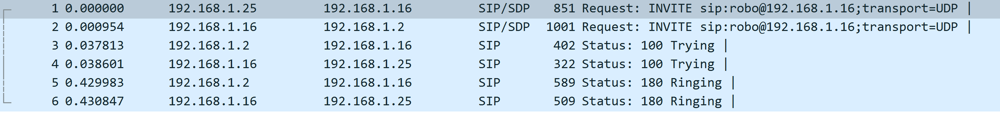 1 0.000000 192.168.1.25 192.168.1.16 SIP/SDP 851 Request: INVITE sip:robo@192.168.1.16;transport=UDP |
2 0.000954 192.168.1.16 192.168.1.2 SIP/SDP 1001 Request: INVITE sip:robo@192.168.1.16;transport=UDP |
3 0.037813 192.168.1.2 192.168.1.16 SIP 402 Status: 100 Trying |
4 0.038601 192.168.1.16 192.168.1.25 SIP 322 Status: 100 Trying |
5 0.429983 192.168.1.2 192.168.1.16 SIP 589 Status: 180 Ringing |
6 0.430847 192.168.1.16 192.168.1.25 SIP 509 Status: 180 Ringing |